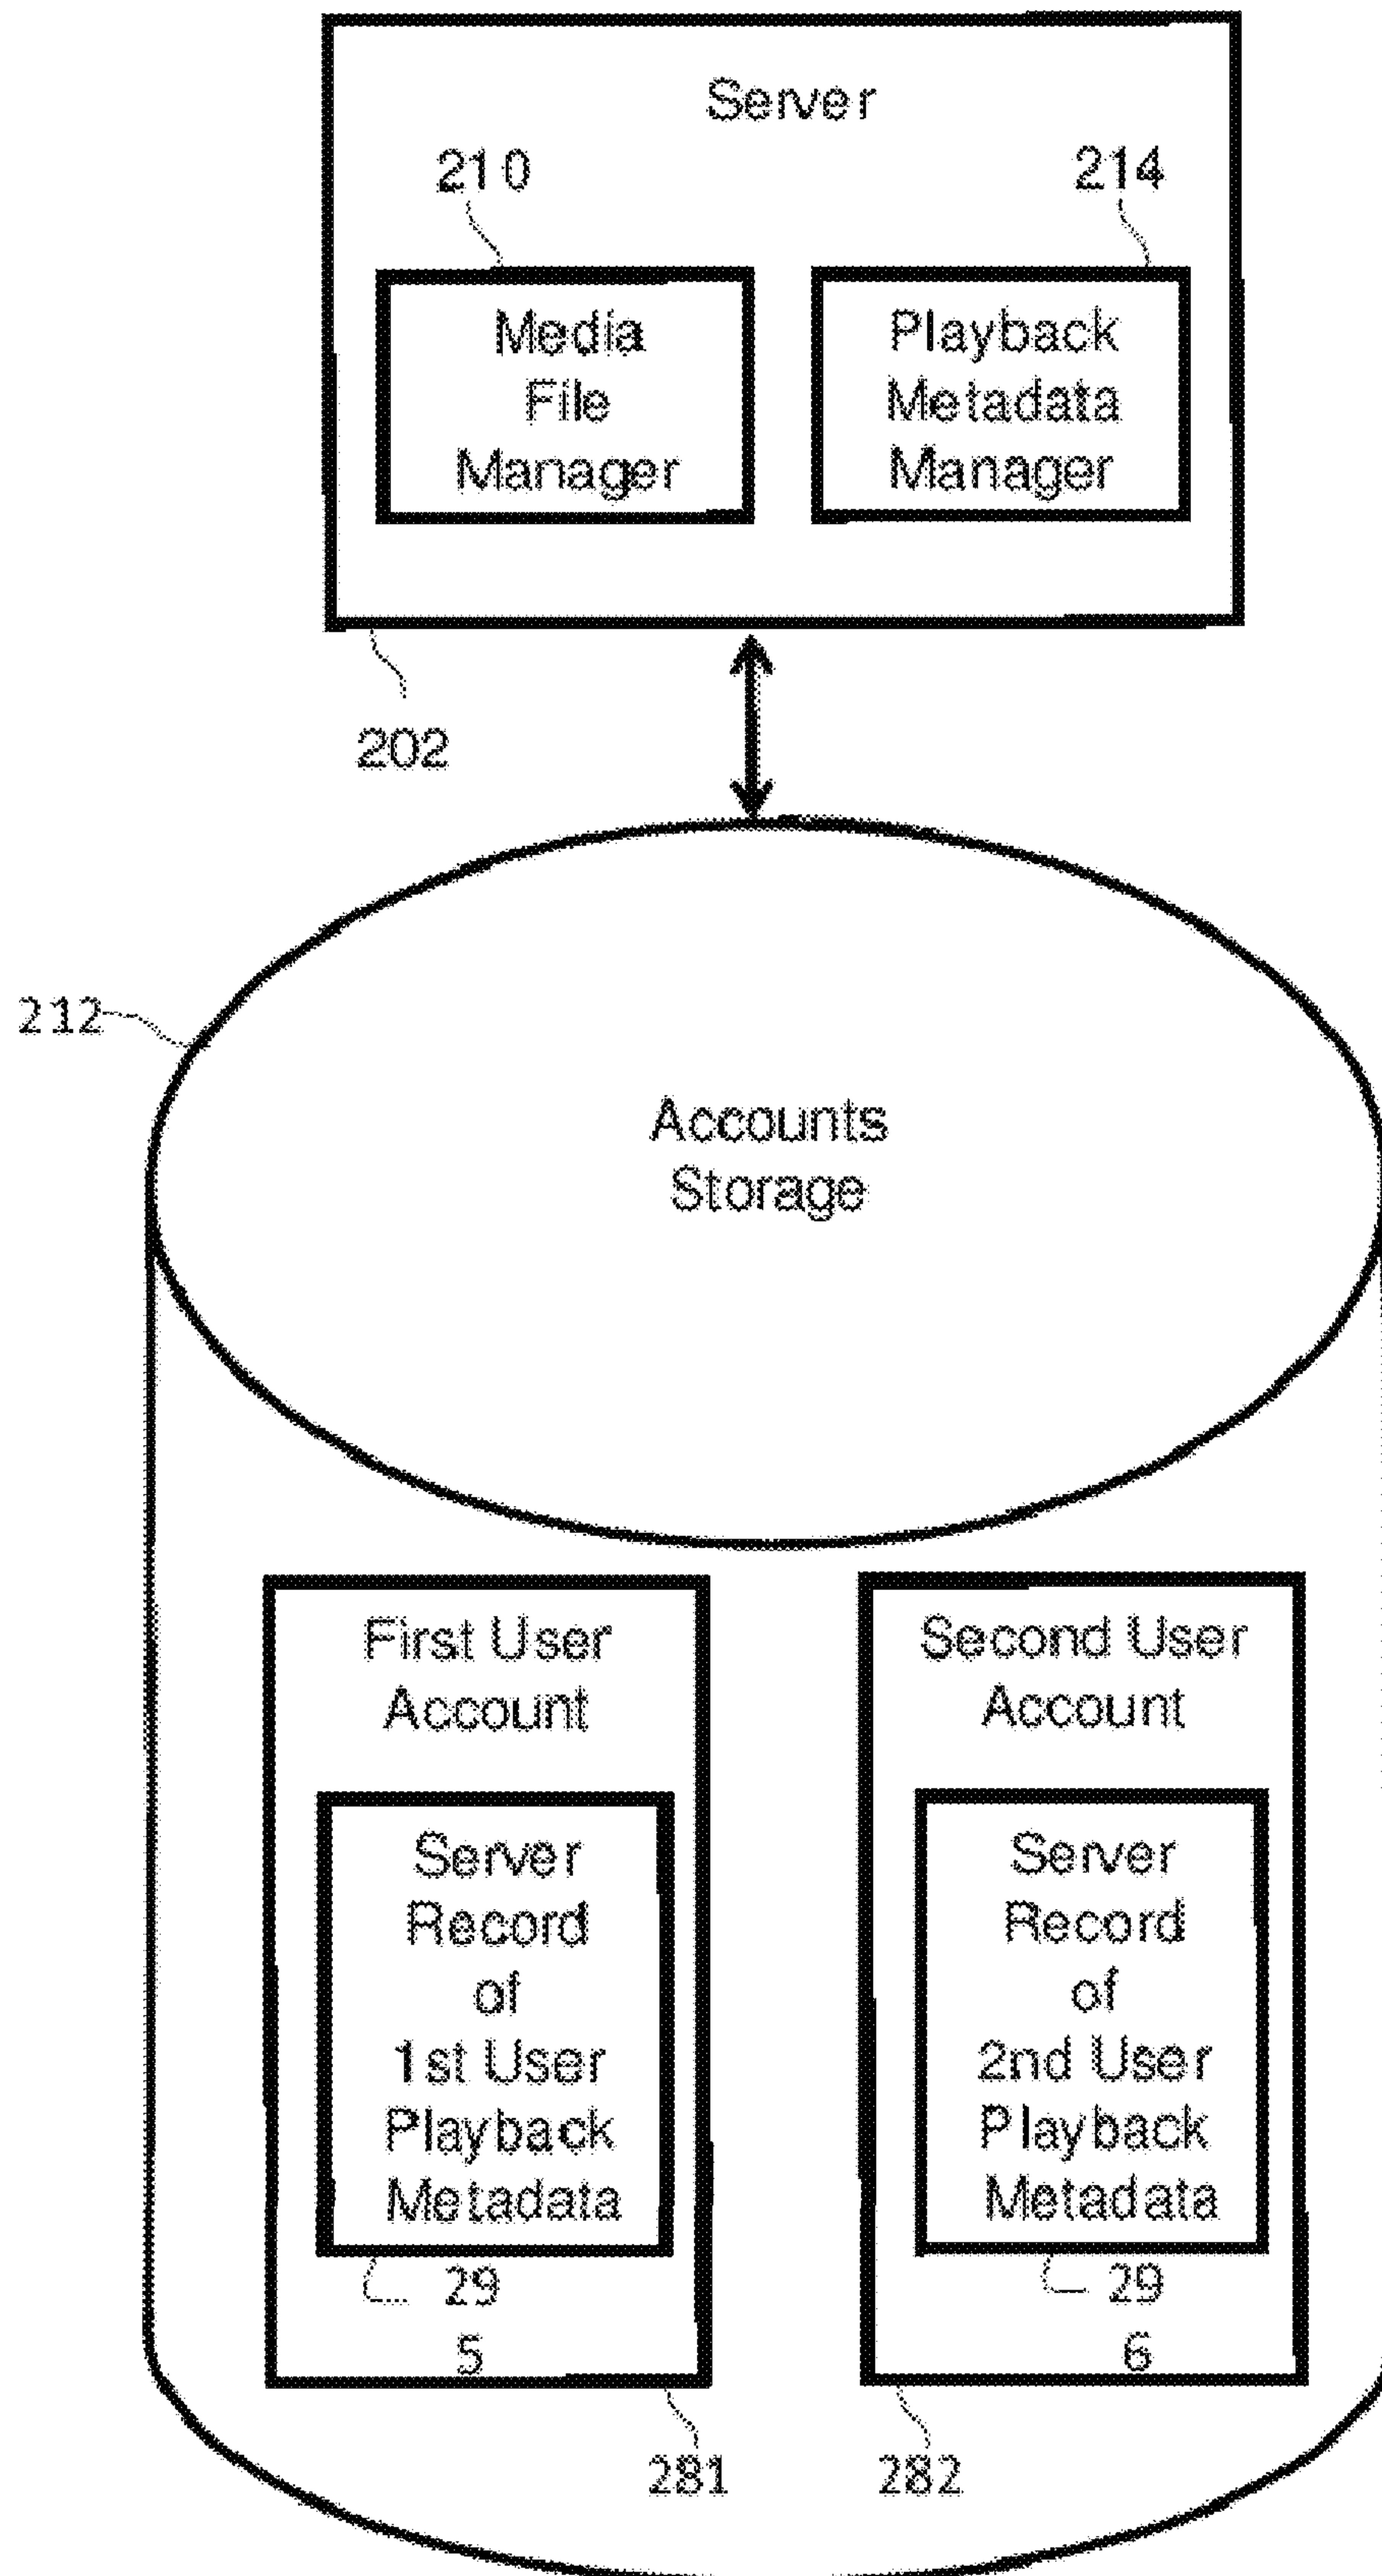 Server
210
214
Media
File
Manager
Playback
Metadata
Manager
202
212
Accounts
Storage
First User
Account
Server
Record
of
1st User
Playback
Metadata
29
5
281
Second User
Account
Server
Record
of
2nd User
Playback
Metadata
29
6
282